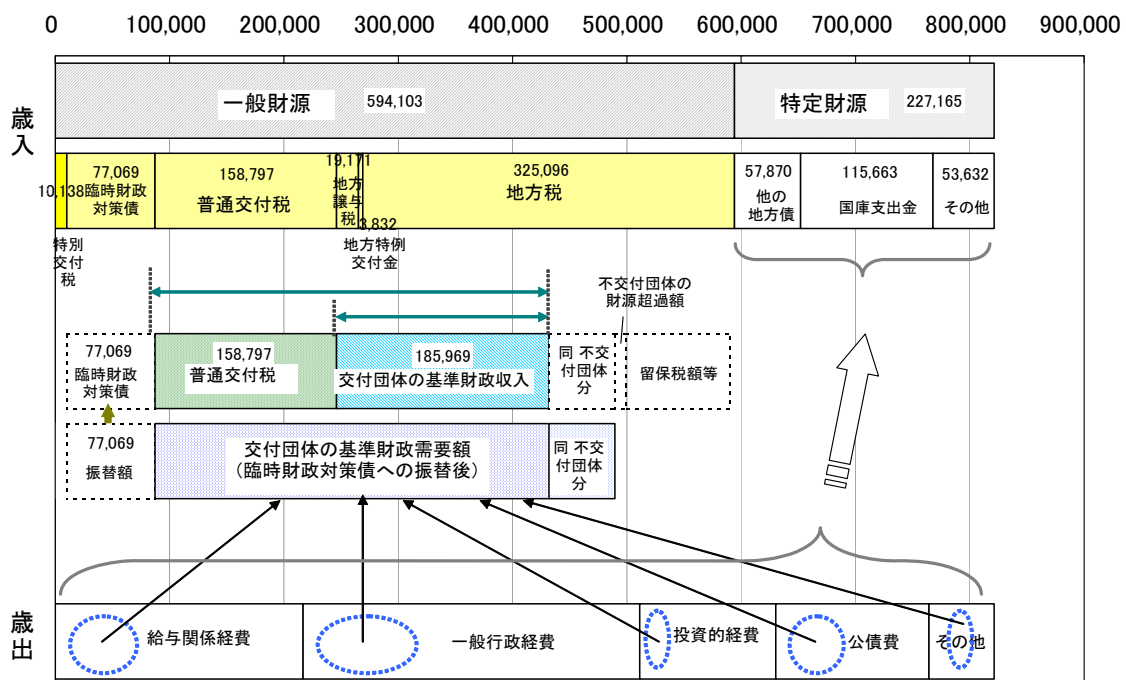 0
100,000
200,000
300,000
400,000
500,000
600,000
700,000
800,000
900,000
歳入
一般財源
594,103
特定財源
227,165
10,138
77,069
臨時財政
対策債
158,797
普通交付税
19,171
地方
譲与
税
3,832
325,096
地方税
57,870
他の
地方債
115,663
国庫支出金
53,632
その他
特別
交付
税
地方特例
交付金
不交付団体の
財源超過額
77,069
臨時財政
対策債
158,797
普通交付税
185,969
交付団体の基準財政収入
同 不交
付団体
分
留保税額等
77,069
振替額
交付団体の基準財政需要額
（臨時財政対策債への振替後）
同 不交
付団体
分
歳出
給与関係経費
一般行政経費
投資的経費
公債費
その他